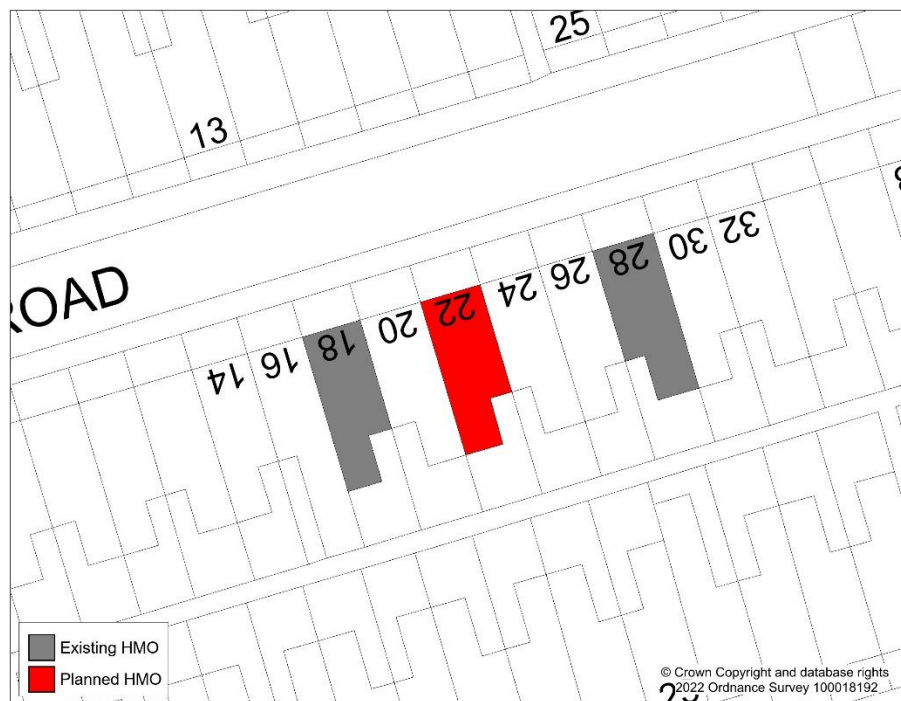 25
13
ROAD
14
16
18
20
22
24
26
28
30
32
Existing HMO
Planned HMO
© Crown Copyright and database rights
2022 Ordnance Survey 100018192